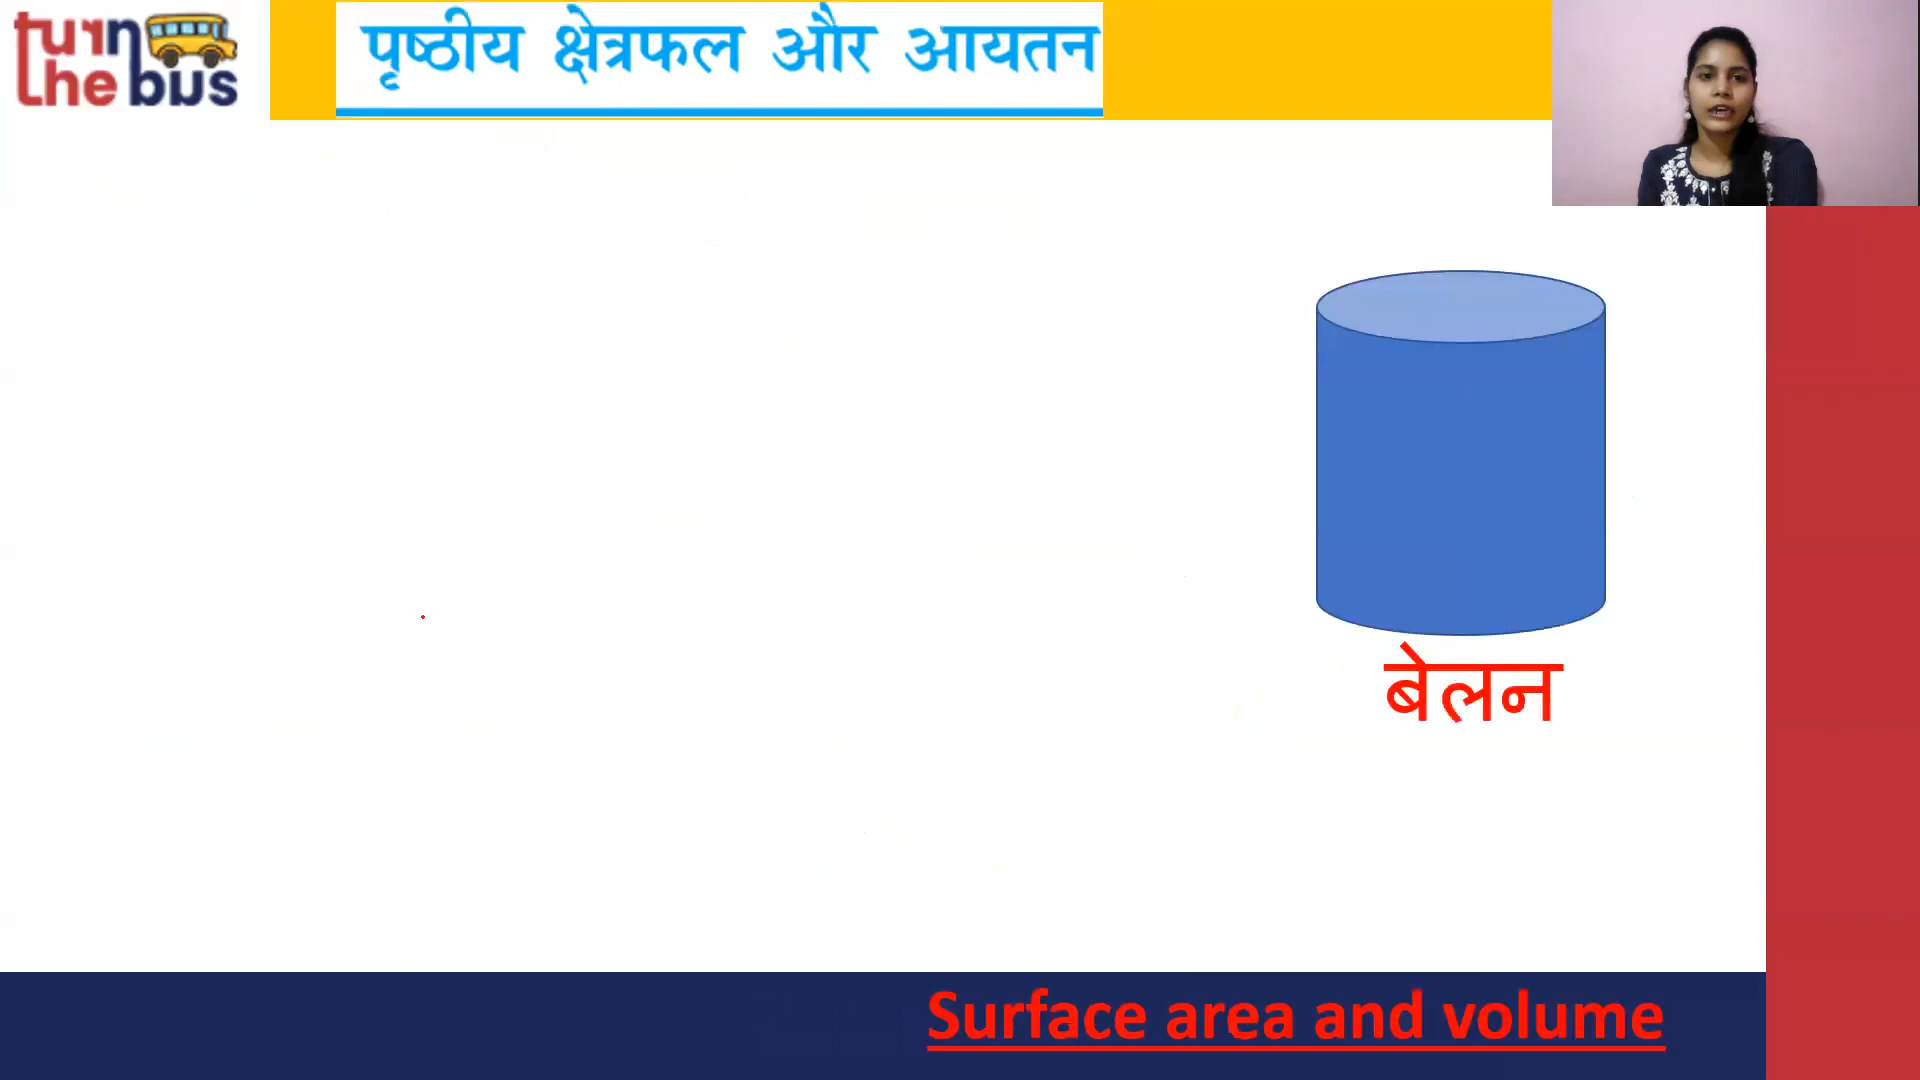 turn
the bus
पृष्ठीय क्षेत्रफल और आयतन
बेलन
Surface area and volume